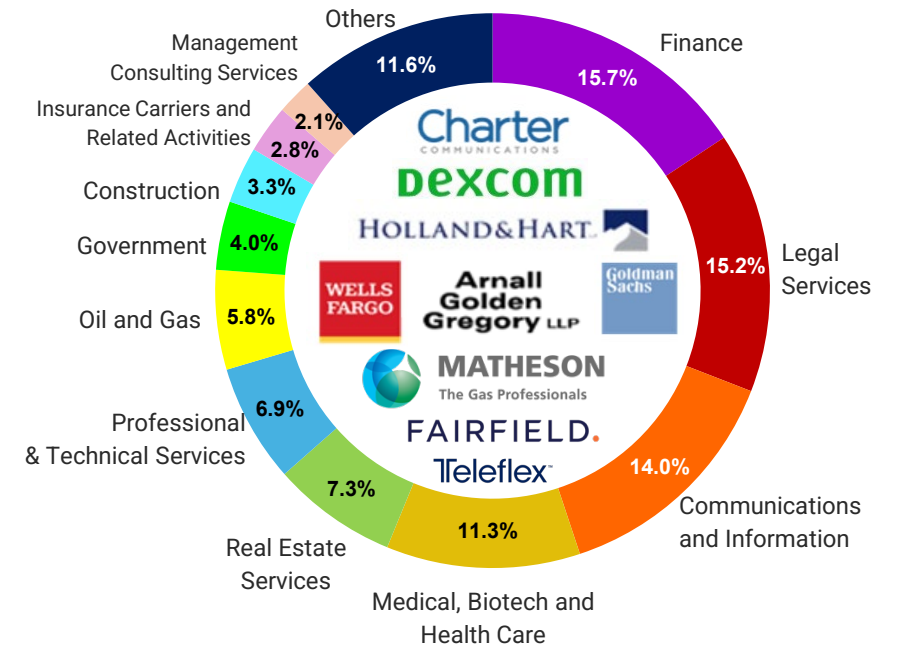 Others
11.6%
Finance
15.7%
Management
Consulting Services
2.1%
Insurance Carriers and
Related Activities
2.8%
Construction
3.3%
Government
4.0%
Oil and Gas
5.8%
Professional
& Technical Services
6.9%
Real Estate
Services
7.3%
Medical, Biotech and
Health Care
11.3%
Communications
and Information
14.0%
Legal
Services
15.2%
Charter
COMMUNICATIONS
Dexcom
HOLLAND&HART LLP
WELLS
FARGO
Arnall
Golden
Gregory LLP
Goldman
Sachs
MATHESON
The Gas Professionals
FAIRFIELD.
Teleflex™